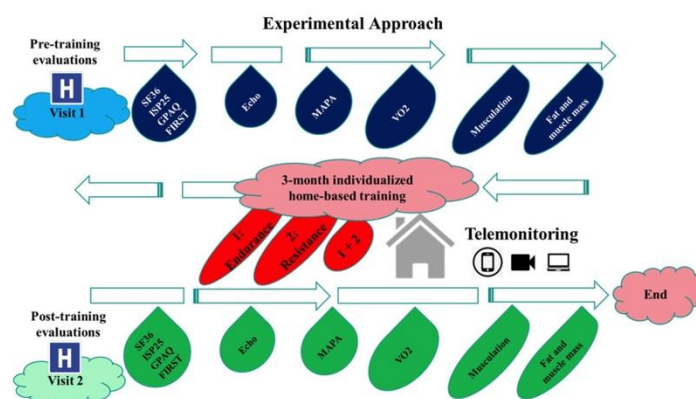 Experimental Approach
Pre-training
evaluations
H
Visit 1
SF36
ISP25
GPAQ
FIRST
Echo
MAPA
VO2
Musculation
Fat and
muscle mass
3-month individualized
home-based training
1:
Endurance
2:
Resistance
1 + 2
Telemonitoring
Post-training
evaluations
H
Visit 2
SF36
ISP25
GPAQ
FIRST
Echo
MAPA
VO2
Musculation
Fat and
muscle mass
End